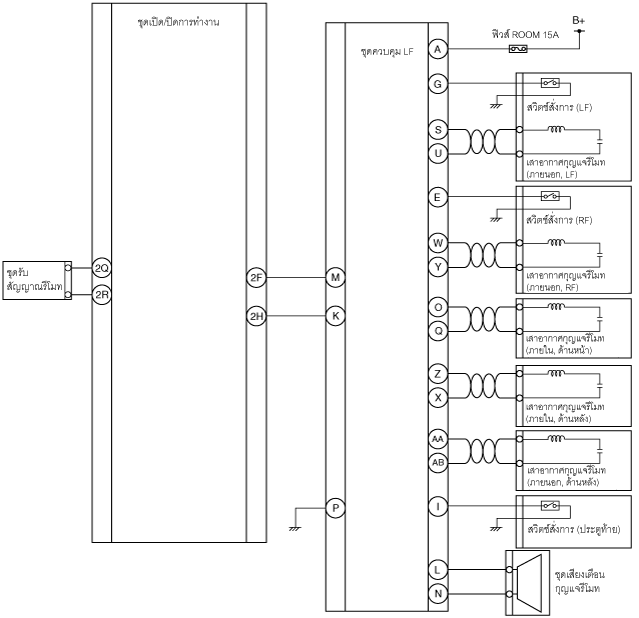 ชุดเปิด/ปิดการทำงาน
ชุดควบคุม LF
ฟิวส์ ROOM 15A
B+
A
G
สวิตช์สั่งการ (LF)
S
U
เสาอากาศกุญแจรีโมท
(ภายนอก, LF)
E
สวิตช์สั่งการ (RF)
W
Y
เสาอากาศกุญแจรีโมท
(ภายนอก, RF)
ชุดรับ
สัญญาณรีโมท
2Q
2R
2F
2H
M
K
O
Q
เสาอากาศกุญแจรีโมท
(ภายใน, ด้านหน้า)
Z
X
เสาอากาศกุญแจรีโมท
(ภายใน, ด้านหลัง)
AA
AB
เสาอากาศกุญแจรีโมท
(ภายนอก, ด้านหลัง)
P
I
สวิตช์สั่งการ (ประตูท้าย)
L
N
ชุดเสียงเตือน
กุญแจรีโมท